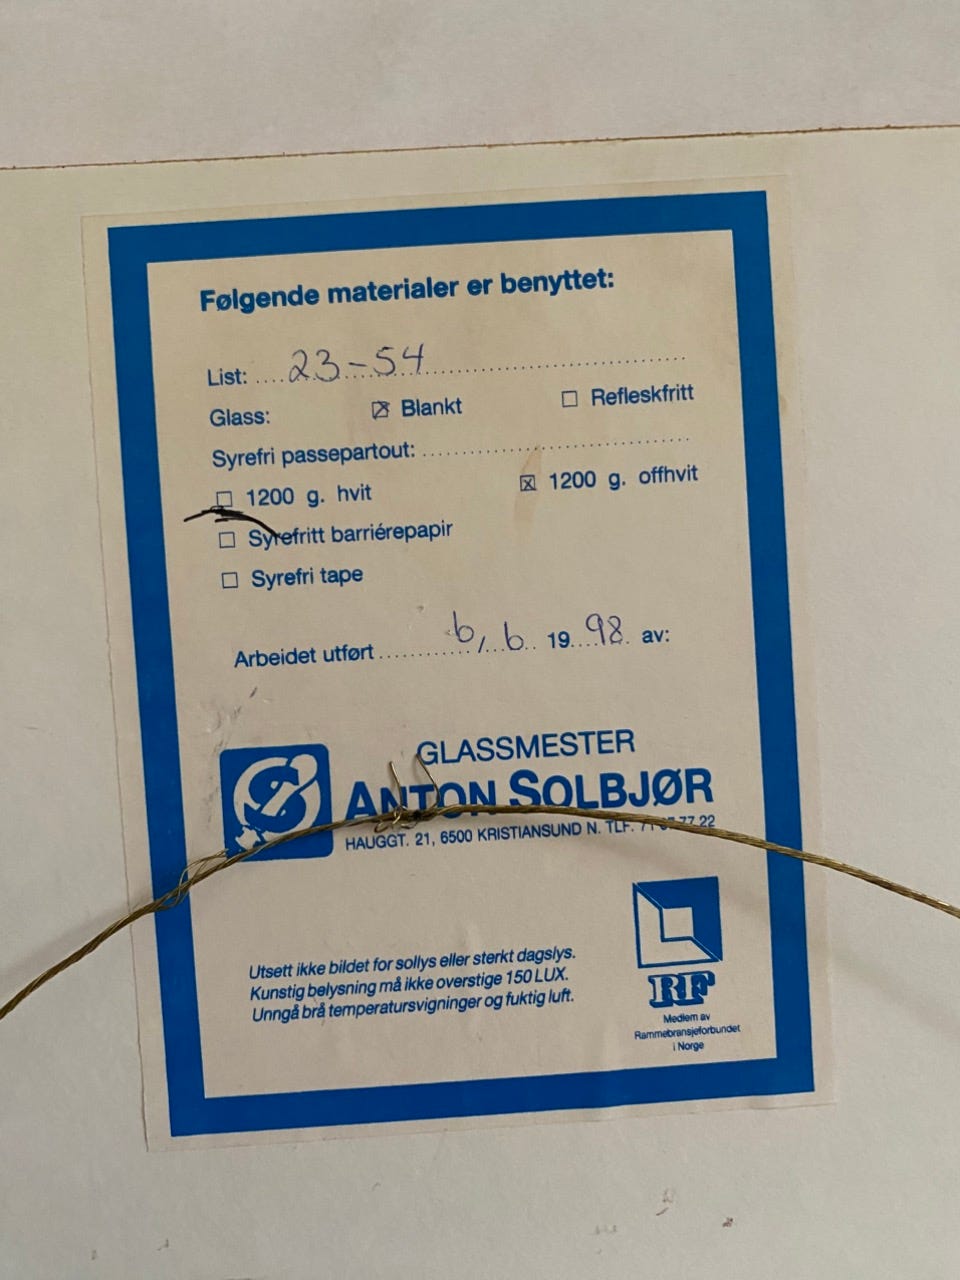 Følgende materialer er benyttet:
List: ....23-54..............................
Glass: ☒ Blankt ☐ Refleskfritt
Syrefri passepartout: ......................................
☐ 1200 g. hvit ☒ 1200 g. offhvit
☐ Syrefritt barriérepapir
☐ Syrefri tape
Arbeidet utført ............6,..6.. 19..98. av:
GLASSMESTER
ANTON SOLBJØR
HAUGGT. 21, 6500 KRISTIANSUND N. TLF. 77 22
Utsett ikke bildet for sollys eller sterkt dagslys.
Kunstig belysning må ikke overstige 150 LUX.
Unngå brå temperatursvigninger og fuktig luft.
RF
Medlem av
Rammebransjeforbundet
i Norge